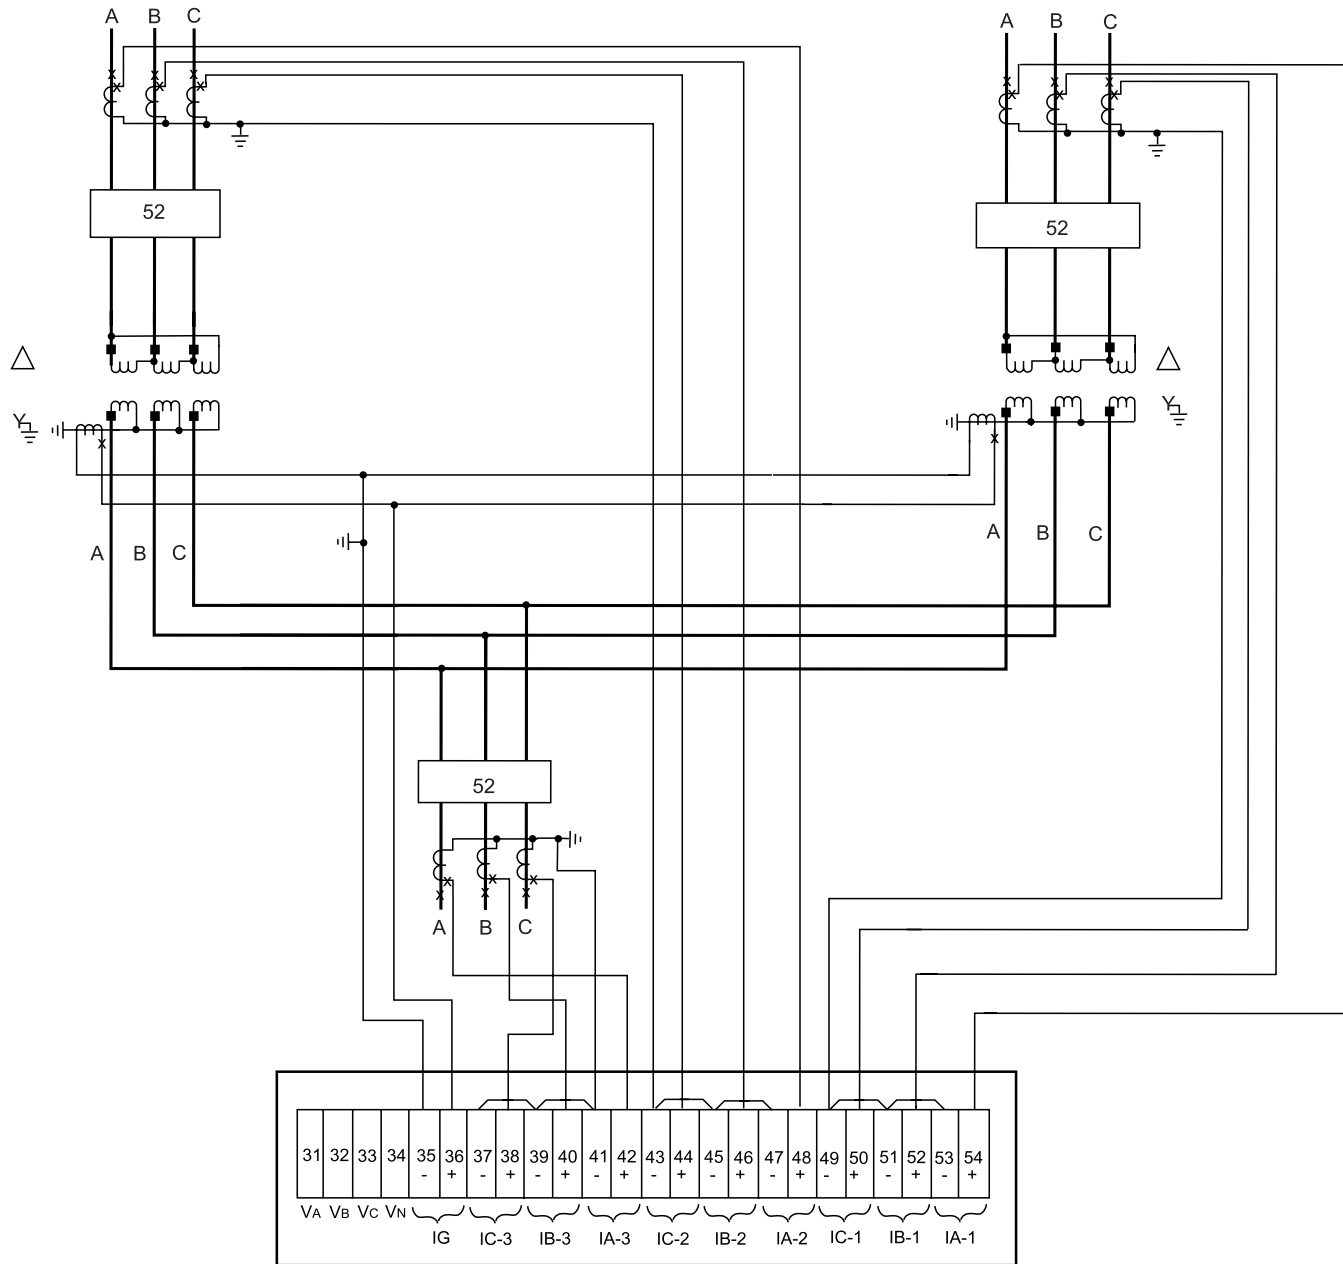 A B C
A B C
52
52
△
△
Y
Y
A B C
A B C
52
A B C
31 32 33 34 35 36 37 38 39 40 41 42 43 44 45 46 47 48 49 50 51 52 53 54
- + - + - + - + - + - + - + - + - + - +
VA VB VC VN
IG IC-3 IB-3 IA-3 IC-2 IB-2 IA-2 IC-1 IB-1 IA-1